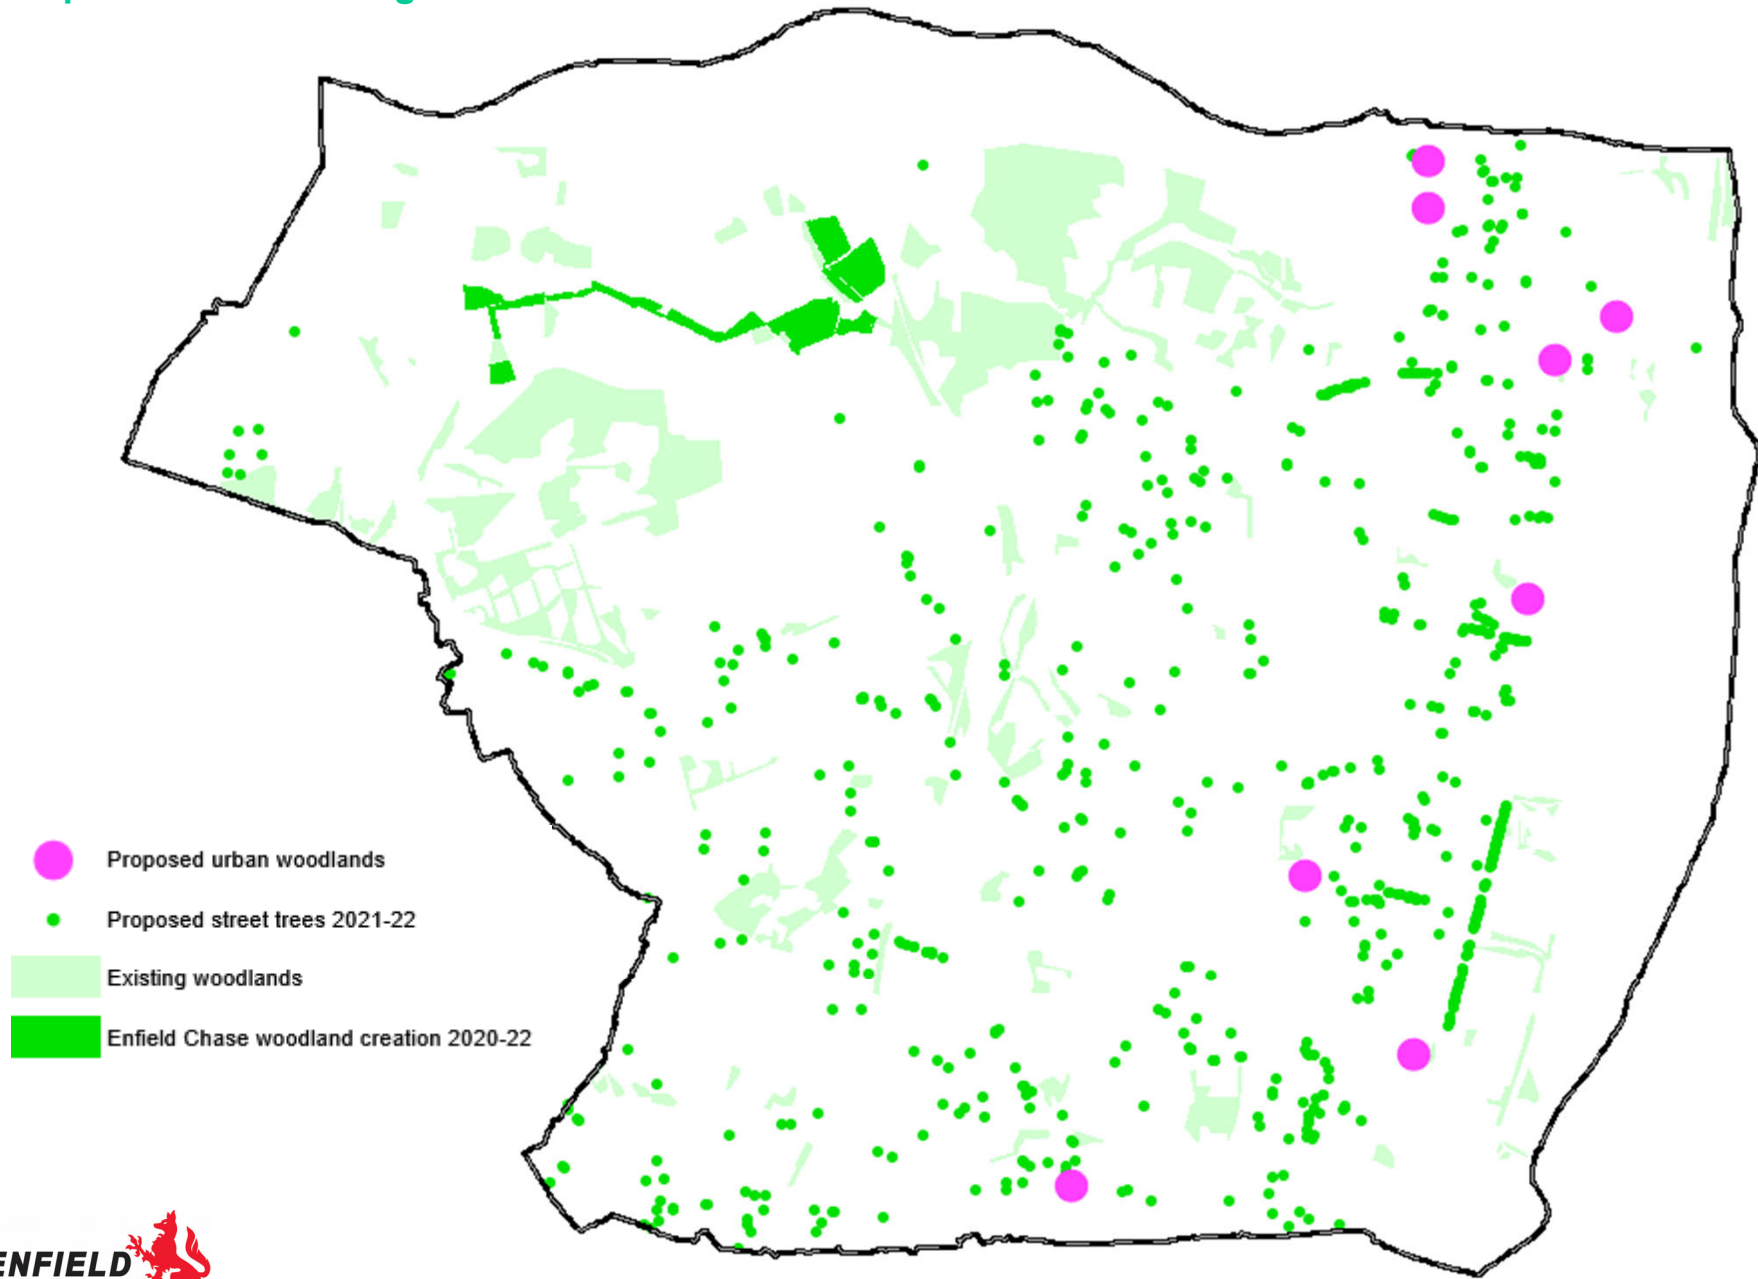 Proposed urban woodlands
Proposed street trees 2021-22
Existing woodlands
Enfield Chase woodland creation 2020-22
ENFIELD